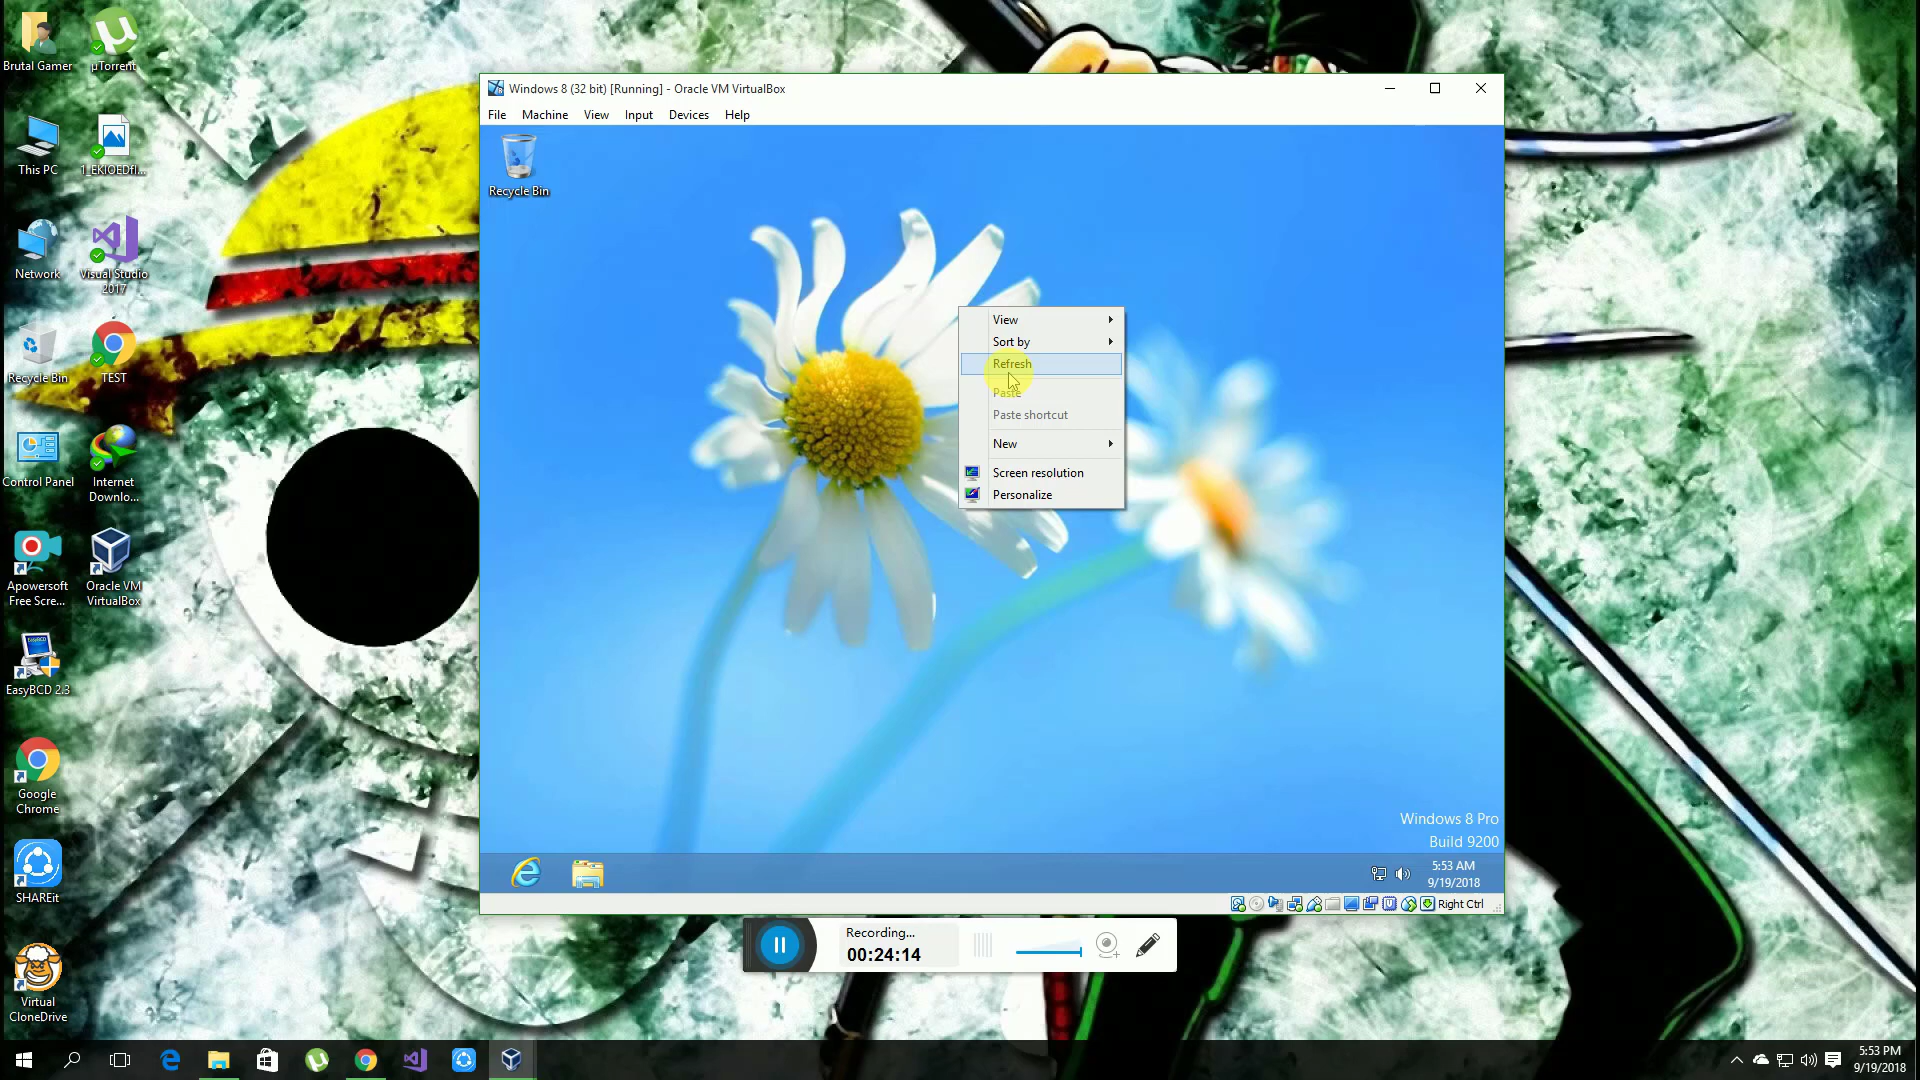 Brutal Gamer
µTorrent
This PC
1_EKIOEDfl...
Network
Visual Studio
2017
Recycle Bin
TEST
Control Panel
Internet
Downlo...
Apowersoft
Free Scre...
Oracle VM
VirtualBox
EasyBCD 2.3
Google
Chrome
SHAREit
Virtual
CloneDrive
Windows 8 (32 bit) [Running] - Oracle VM VirtualBox
File Machine View Input Devices Help
Recycle Bin
View
Sort by
Refresh
Paste
Paste shortcut
New
Screen resolution
Personalize
Windows 8 Pro
Build 9200
5:53 AM
9/19/2018
Right Ctrl
Recording...
00:24:14
5:53 PM
9/19/2018